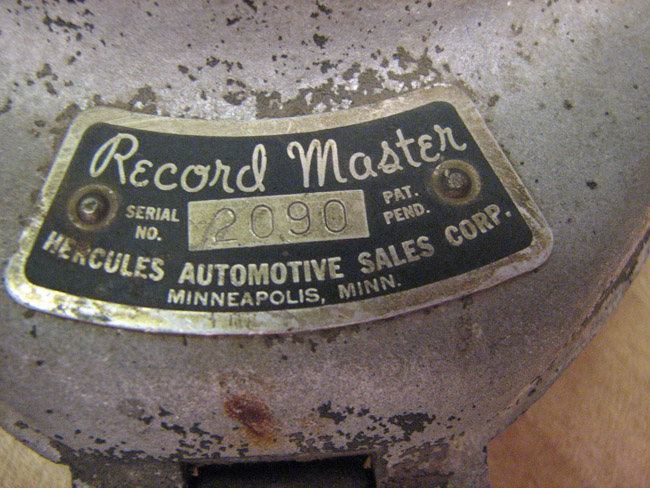 Record Master
SERIAL NO. 2090 PAT. PEND.
HERCULES AUTOMOTIVE SALES CORP.
MINNEAPOLIS, MINN.